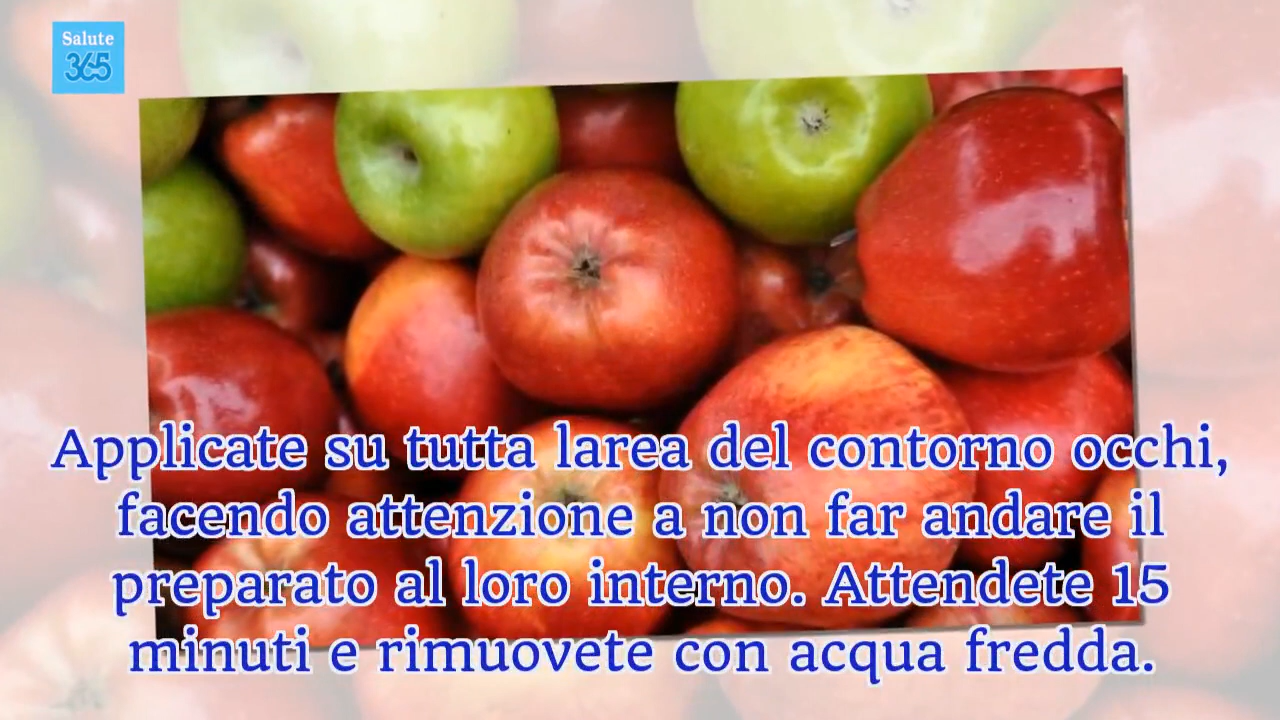 Salute
365
Applicate su tutta larea del contorno occhi,
facendo attenzione a non far andare il
preparato al loro interno. Attendete 15
minuti e rimuovete con acqua fredda.